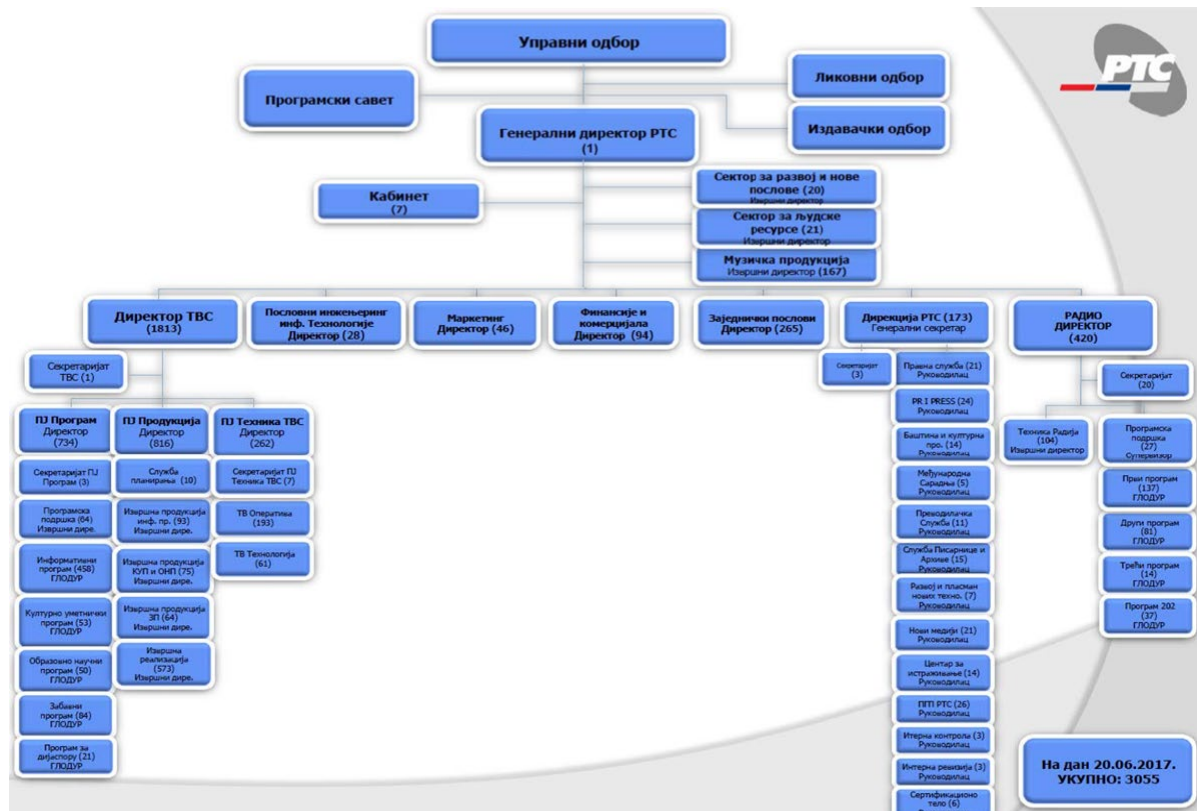 Управни одбор
Ликовни одбор
РТС
Програмски савет
Издавачки одбор
Генерални директор РТС
(1)
Кабинет
(7)
Сектор за развој и нове
послове (20)
Извршни директор
Сектор за људске
ресурсе (21)
Извршни директор
Музичка продукција
Извршни директор (167)
Директор ТВС
(1813)
Пословни инжењеринг
инф. Технологије
Директор (28)
Маркетинг
Директор (46)
Финансије и
комерцијала
Директор (94)
Заједнички послови
Директор (265)
Дирекција РТС (173)
Генерални секретар
РАДИО
ДИРЕКТОР
(420)
Секретаријат
ТВС (1)
ПЈ Програм
Директор
(734)
ПЈ Продукција
Директор
(816)
ПЈ Техника ТВС
Директор
(262)
Секретаријат ПЈ
Програм (3)
Програмска
подршка (64)
Извршни дире.
Информативни
програм (458)
ГЛОДУР
Културно уметнички
програм (53)
ГЛОДУР
Образовно научни
програм (50)
ГЛОДУР
Забавни
програм (84)
ГЛОДУР
Програм за
дијаспору (21)
ГЛОДУР
Служба
планирања (10)
Извршна продукција
инф. пр. (93)
Извршни дире.
Извршна продукција
КУП и ОНП (75)
Извршни дире.
Извршна продукција
ЗП (64)
Извршни дире.
Извршна
реализација
(573)
Извршни дире.
Секретаријат ПЈ
Техника ТВС (7)
ТВ Оператива
(193)
ТВ Технологија
(61)
Секретаријат
(3)
Правна служба (21)
Руководилац
PR I PRESS (24)
Руководилац
Баштина и културна
про. (14)
Руководилац
Међународна
Сарадња (5)
Руководилац
Преводилачка
Служба (11)
Руководилац
Служба Писарнице и
Архиве (15)
Руководилац
Развој и пласман
нових техно. (7)
Руководилац
Нови медији (21)
Руководилац
Центар за
истраживање (14)
Руководилац
ПГП РТС (26)
Руководилац
Итерна контрола (3)
Руководилац
Интерна ревизија (3)
Руководилац
Сертификационо
тело (6)
Секретаријат
(20)
Техника Радија
(104)
Извршни директор
Програмска
подршка
(27)
Супервизор
Први програм
(137)
ГЛОДУР
Други програм
(81)
ГЛОДУР
Трећи програм
(14)
ГЛОДУР
Програм 202
(37)
ГЛОДУР
На дан 20.06.2017.
УКУПНО: 3055